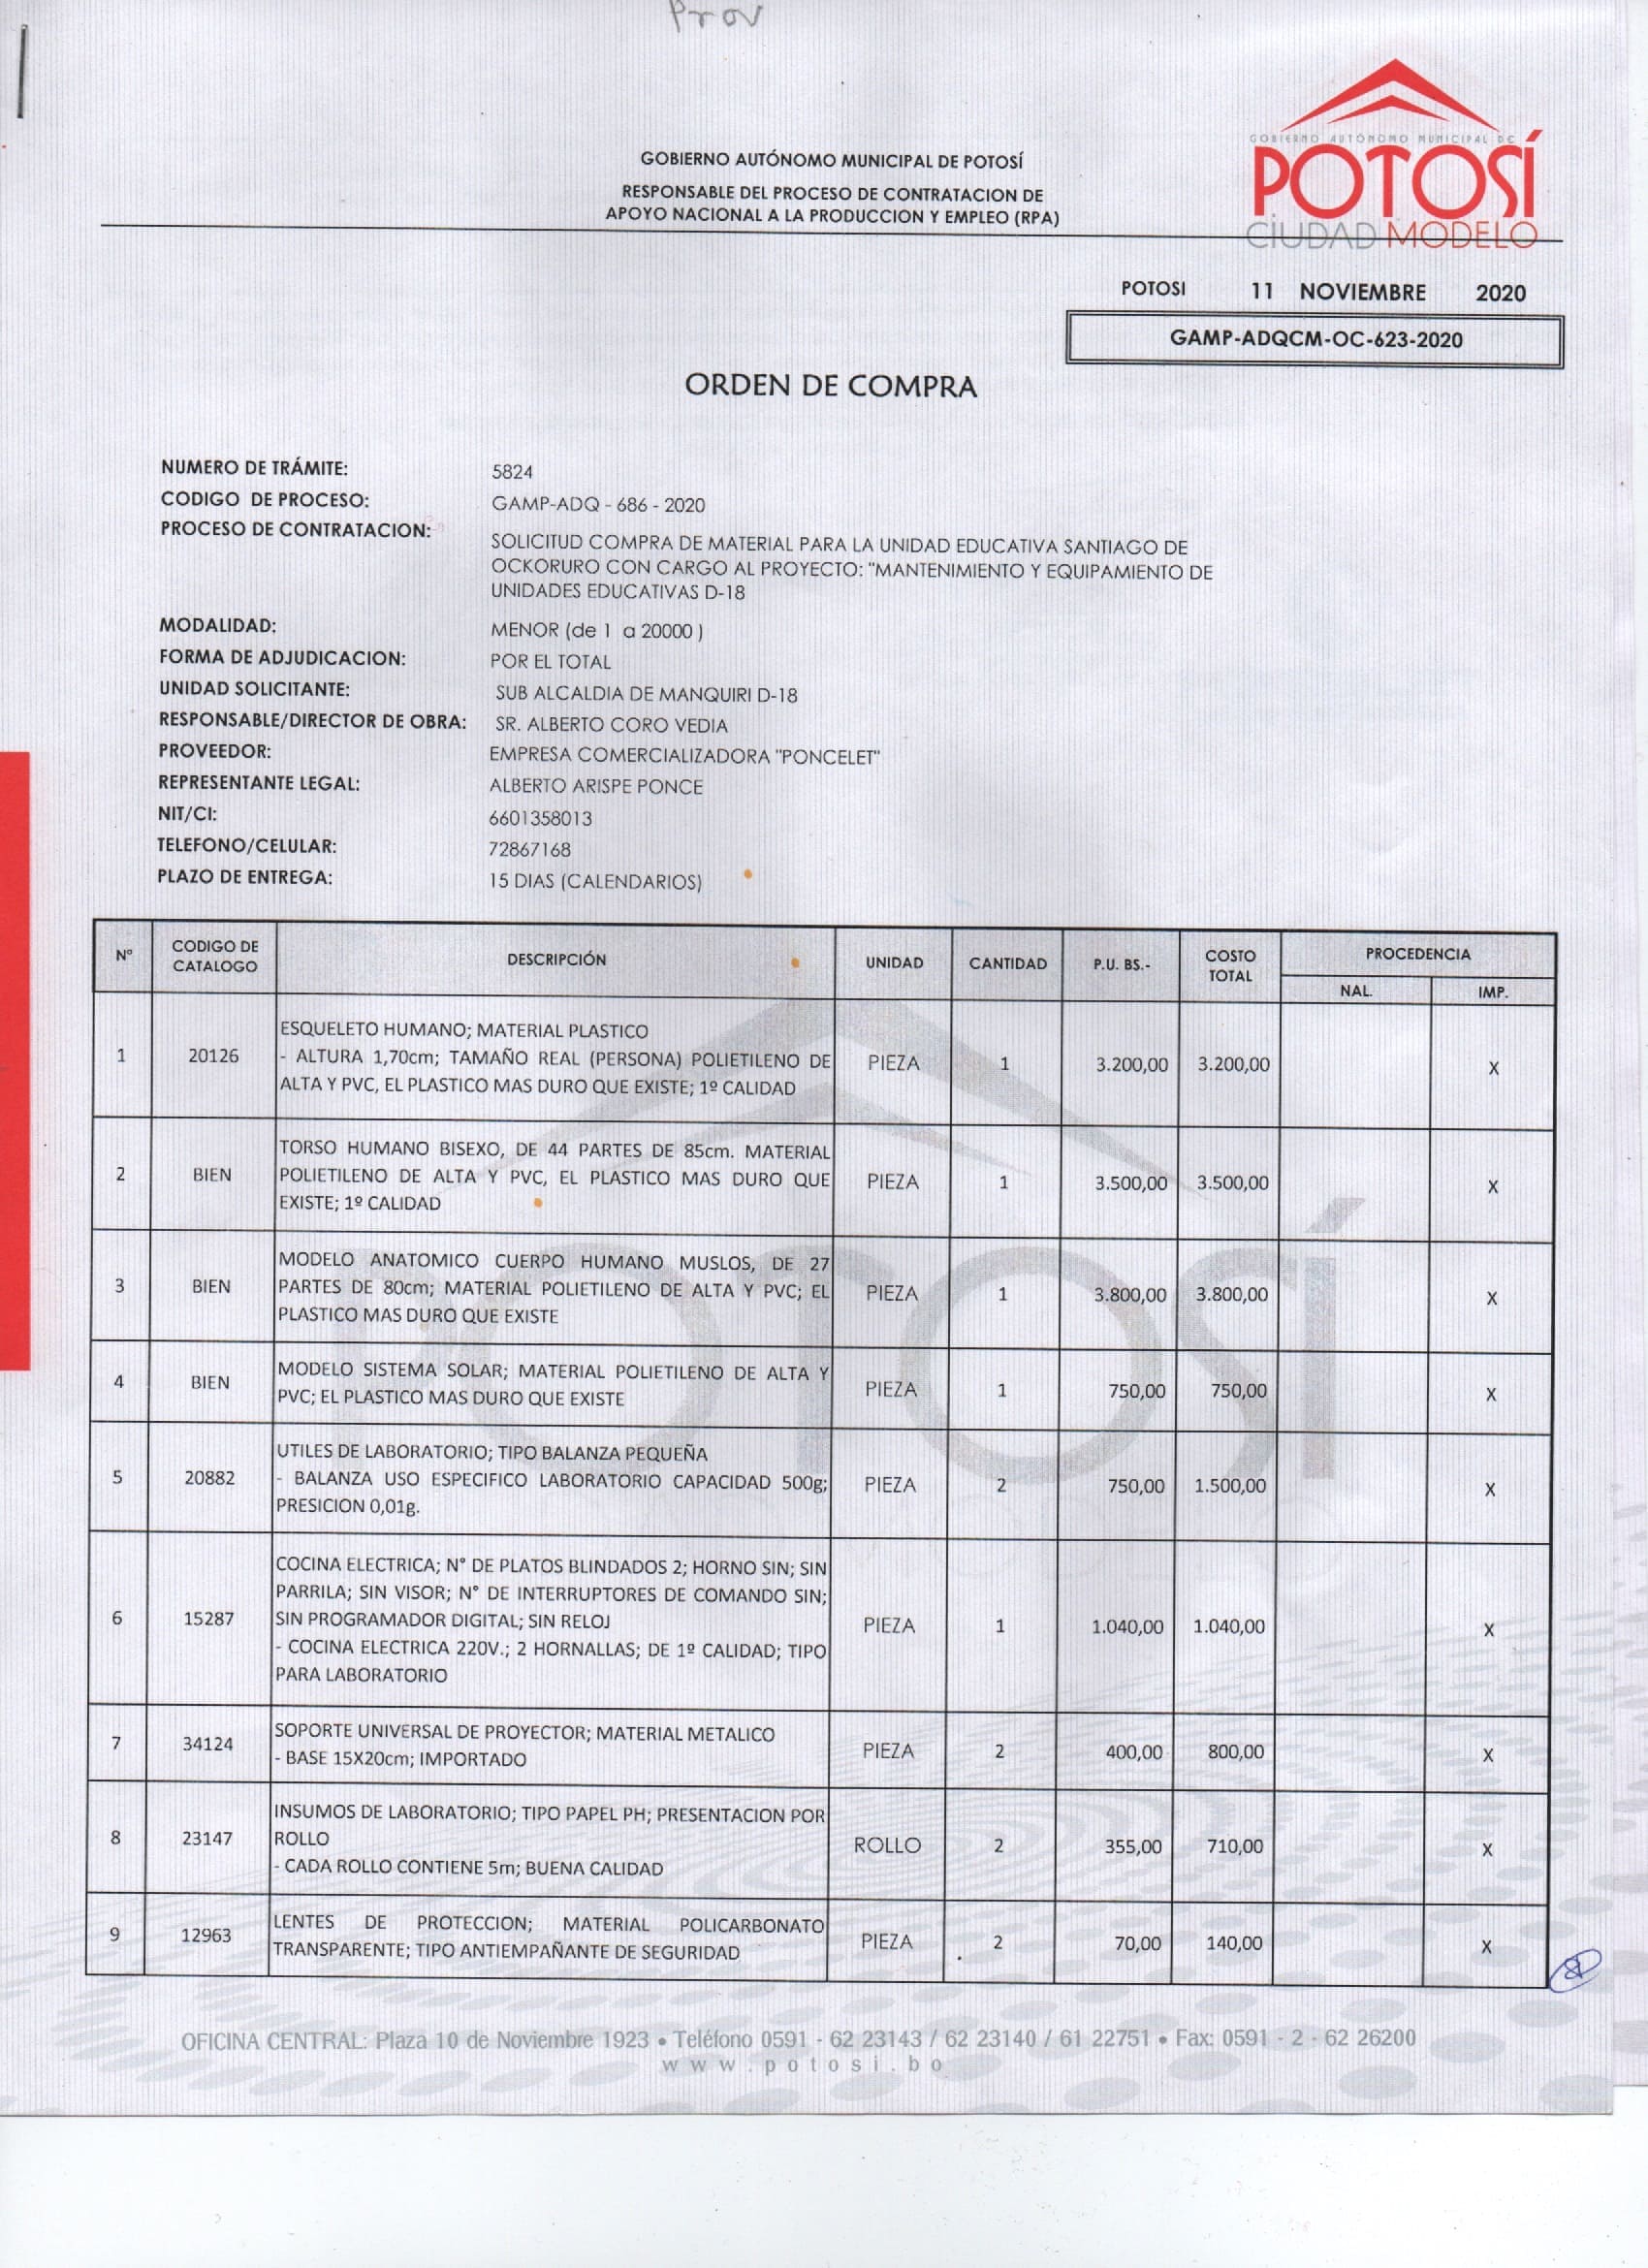 Prov
GOBIERNO AUTÓNOMO MUNICIPAL DE
POTOSÍ
CIUDAD MODELO
GOBIERNO AUTÓNOMO MUNICIPAL DE POTOSÍ
RESPONSABLE DEL PROCESO DE CONTRATACION DE
APOYO NACIONAL A LA PRODUCCION Y EMPLEO (RPA)
POTOSI 11 NOVIEMBRE 2020
GAMP-ADQCM-OC-623-2020
ORDEN DE COMPRA
NUMERO DE TRÁMITE: 5824
CODIGO DE PROCESO: GAMP-ADQ - 686 - 2020
PROCESO DE CONTRATACION:
SOLICITUD COMPRA DE MATERIAL PARA LA UNIDAD EDUCATIVA SANTIAGO DE
OCKORURO CON CARGO AL PROYECTO: "MANTENIMIENTO Y EQUIPAMIENTO DE
UNIDADES EDUCATIVAS D-18
MODALIDAD: MENOR (de 1 a 20000 )
FORMA DE ADJUDICACION: POR EL TOTAL
UNIDAD SOLICITANTE: SUB ALCALDIA DE MANQUIRI D-18
RESPONSABLE/DIRECTOR DE OBRA: SR. ALBERTO CORO VEDIA
PROVEEDOR: EMPRESA COMERCIALIZADORA "PONCELET"
REPRESENTANTE LEGAL: ALBERTO ARISPE PONCE
NIT/CI: 6601358013
TELEFONO/CELULAR: 72867168
PLAZO DE ENTREGA: 15 DIAS (CALENDARIOS)
N° CODIGO DE CATALOGO DESCRIPCIÓN UNIDAD CANTIDAD P.U. BS.- COSTO TOTAL PROCEDENCIA
NAL. IMP.
ESQUELETO HUMANO; MATERIAL PLASTICO
1 20126 - ALTURA 1,70cm; TAMAÑO REAL (PERSONA) POLIETILENO DE PIEZA 1 3.200,00 3.200,00 X
ALTA Y PVC, EL PLASTICO MAS DURO QUE EXISTE; 1º CALIDAD
TORSO HUMANO BISEXO, DE 44 PARTES DE 85cm. MATERIAL
2 BIEN POLIETILENO DE ALTA Y PVC, EL PLASTICO MAS DURO QUE PIEZA 1 3.500,00 3.500,00 X
EXISTE; 1º CALIDAD
MODELO ANATOMICO CUERPO HUMANO MUSLOS, DE 27
3 BIEN PARTES DE 80cm; MATERIAL POLIETILENO DE ALTA Y PVC; EL PIEZA 1 3.800,00 3.800,00 X
PLASTICO MAS DURO QUE EXISTE
4 BIEN MODELO SISTEMA SOLAR; MATERIAL POLIETILENO DE ALTA Y PIEZA 1 750,00 750,00 X
PVC; EL PLASTICO MAS DURO QUE EXISTE
UTILES DE LABORATORIO; TIPO BALANZA PEQUEÑA
5 20882 - BALANZA USO ESPECIFICO LABORATORIO CAPACIDAD 500g; PIEZA 2 750,00 1.500,00 X
PRESICION 0,01g.
COCINA ELECTRICA; N° DE PLATOS BLINDADOS 2; HORNO SIN; SIN
PARRILA; SIN VISOR; N° DE INTERRUPTORES DE COMANDO SIN;
6 15287 SIN PROGRAMADOR DIGITAL; SIN RELOJ PIEZA 1 1.040,00 1.040,00 X
- COCINA ELECTRICA 220V.; 2 HORNALLAS; DE 1º CALIDAD; TIPO
PARA LABORATORIO
7 34124 SOPORTE UNIVERSAL DE PROYECTOR; MATERIAL METALICO PIEZA 2 400,00 800,00 X
- BASE 15X20cm; IMPORTADO
INSUMOS DE LABORATORIO; TIPO PAPEL PH; PRESENTACION POR
8 23147 ROLLO ROLLO 2 355,00 710,00 X
- CADA ROLLO CONTIENE 5m; BUENA CALIDAD
9 12963 LENTES DE PROTECCION; MATERIAL POLICARBONATO PIEZA 2 70,00 140,00 X
TRANSPARENTE; TIPO ANTIEMPAÑANTE DE SEGURIDAD
OFICINA CENTRAL: Plaza 10 de Noviembre 1923 • Teléfono 0591 - 62 23143 / 62 23140 / 61 22751 • Fax: 0591 - 2 - 62 26200
www.potosi.bo